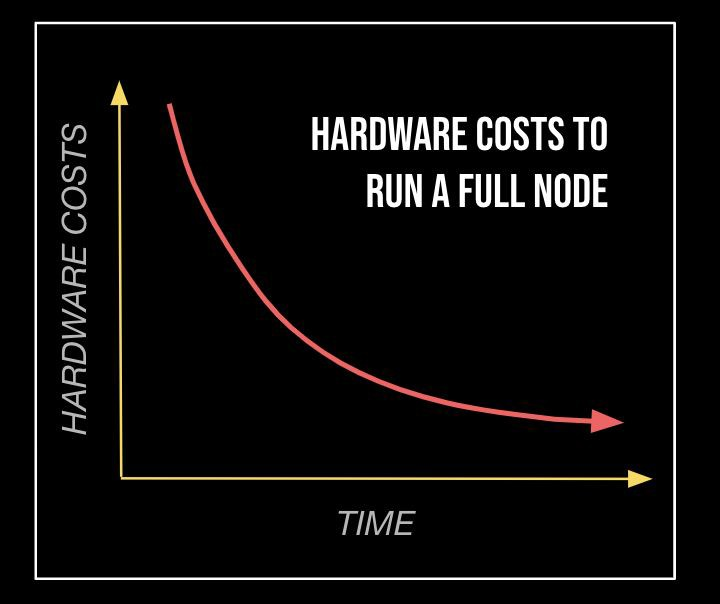 HARDWARE COSTS TO
RUN A FULL NODE
HARDWARE COSTS
TIME